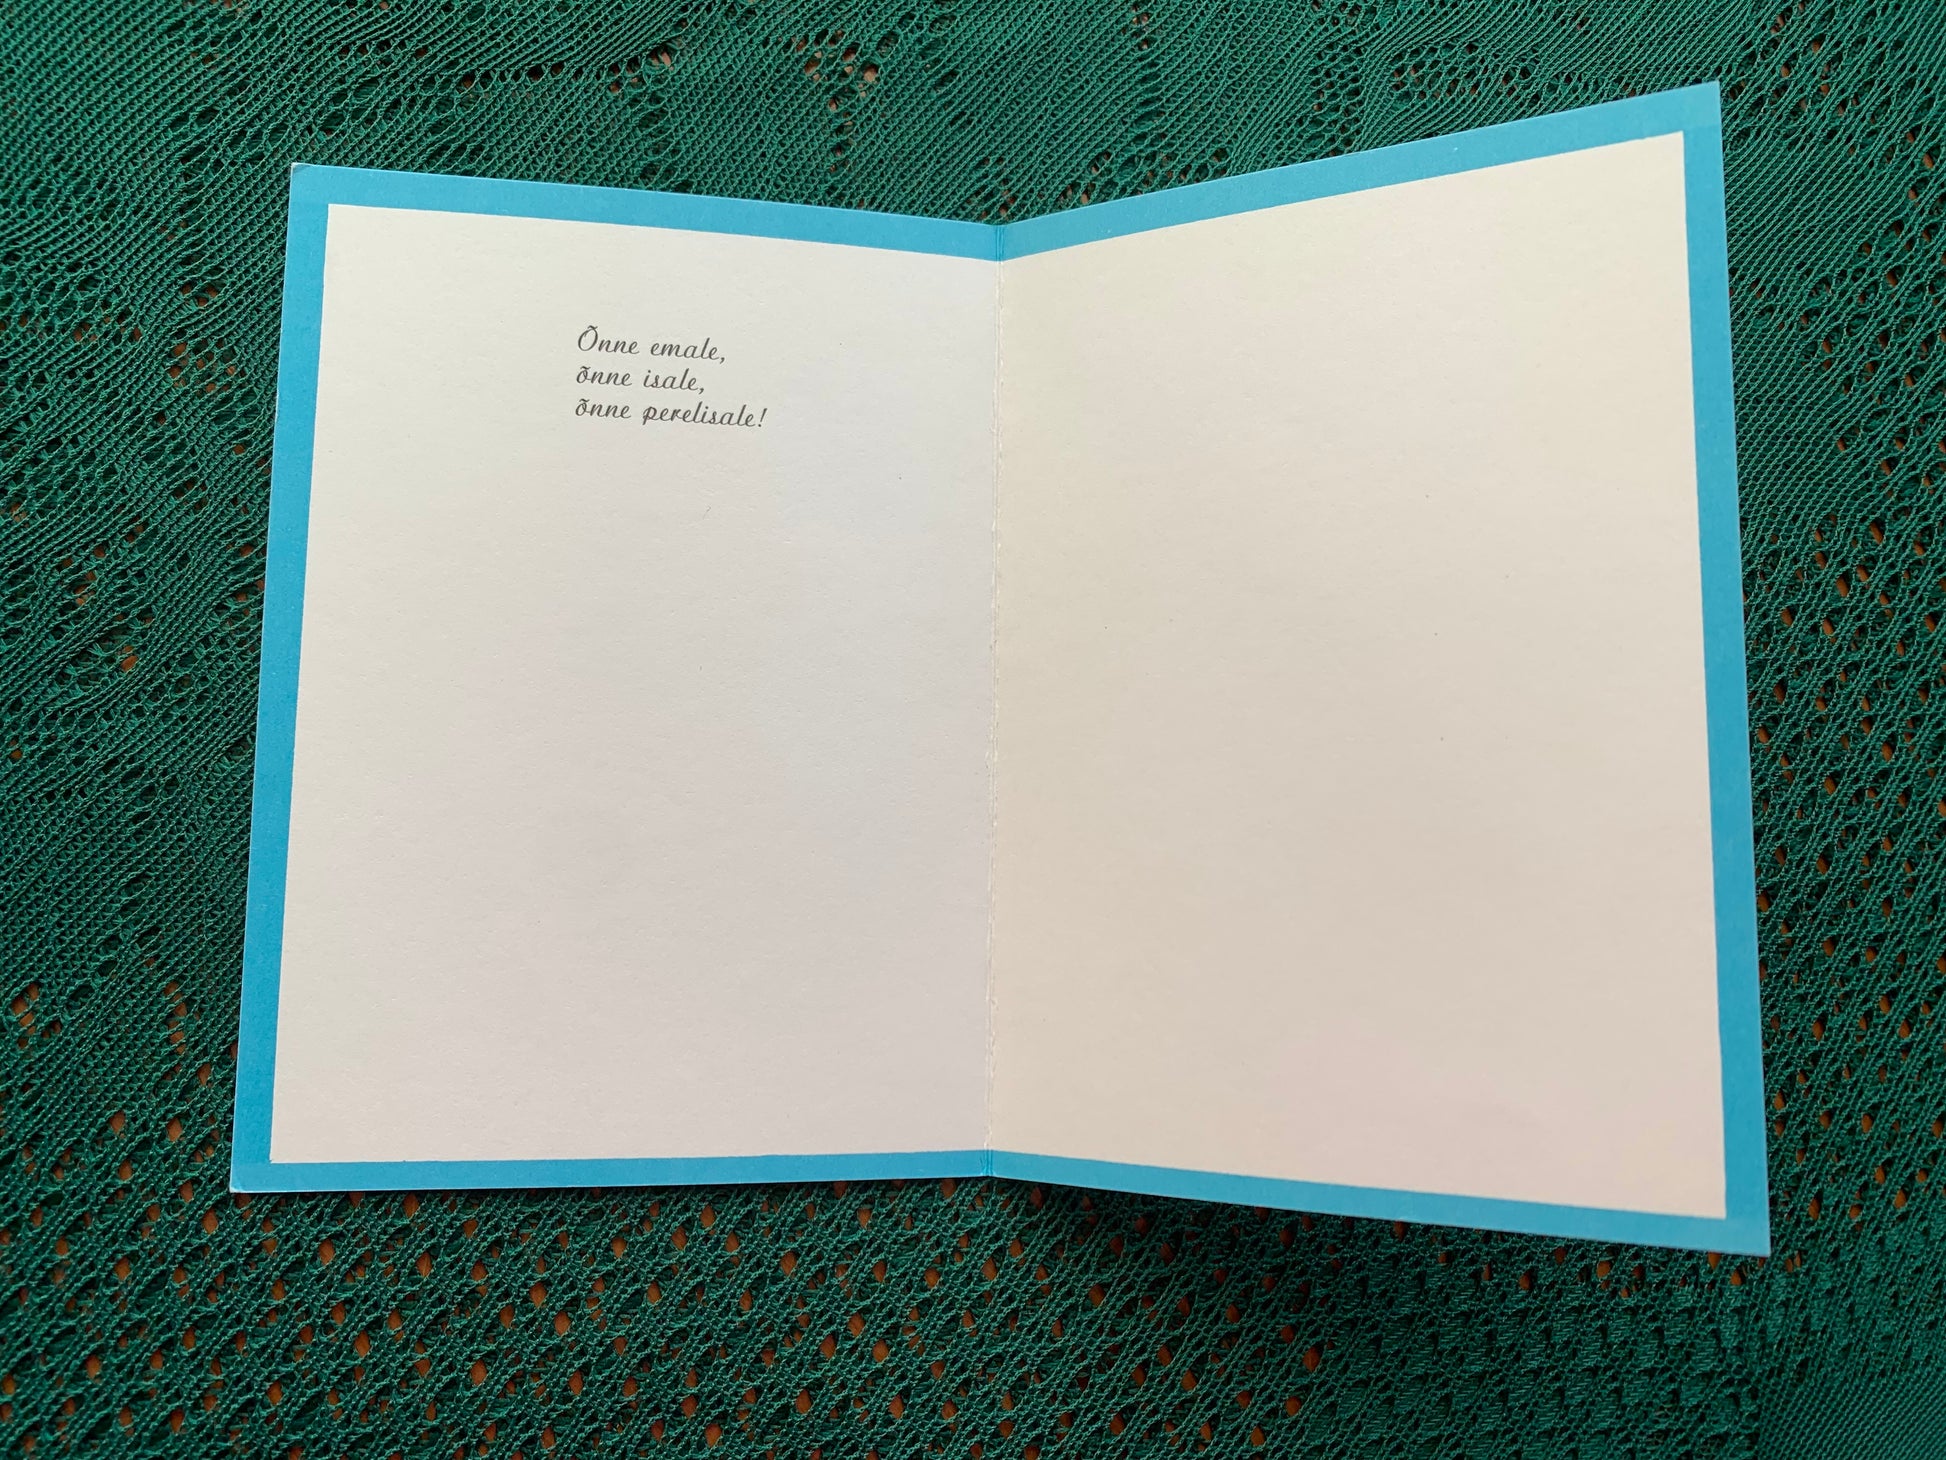 Õnne emale,
õnne isale,
õnne perelisale!